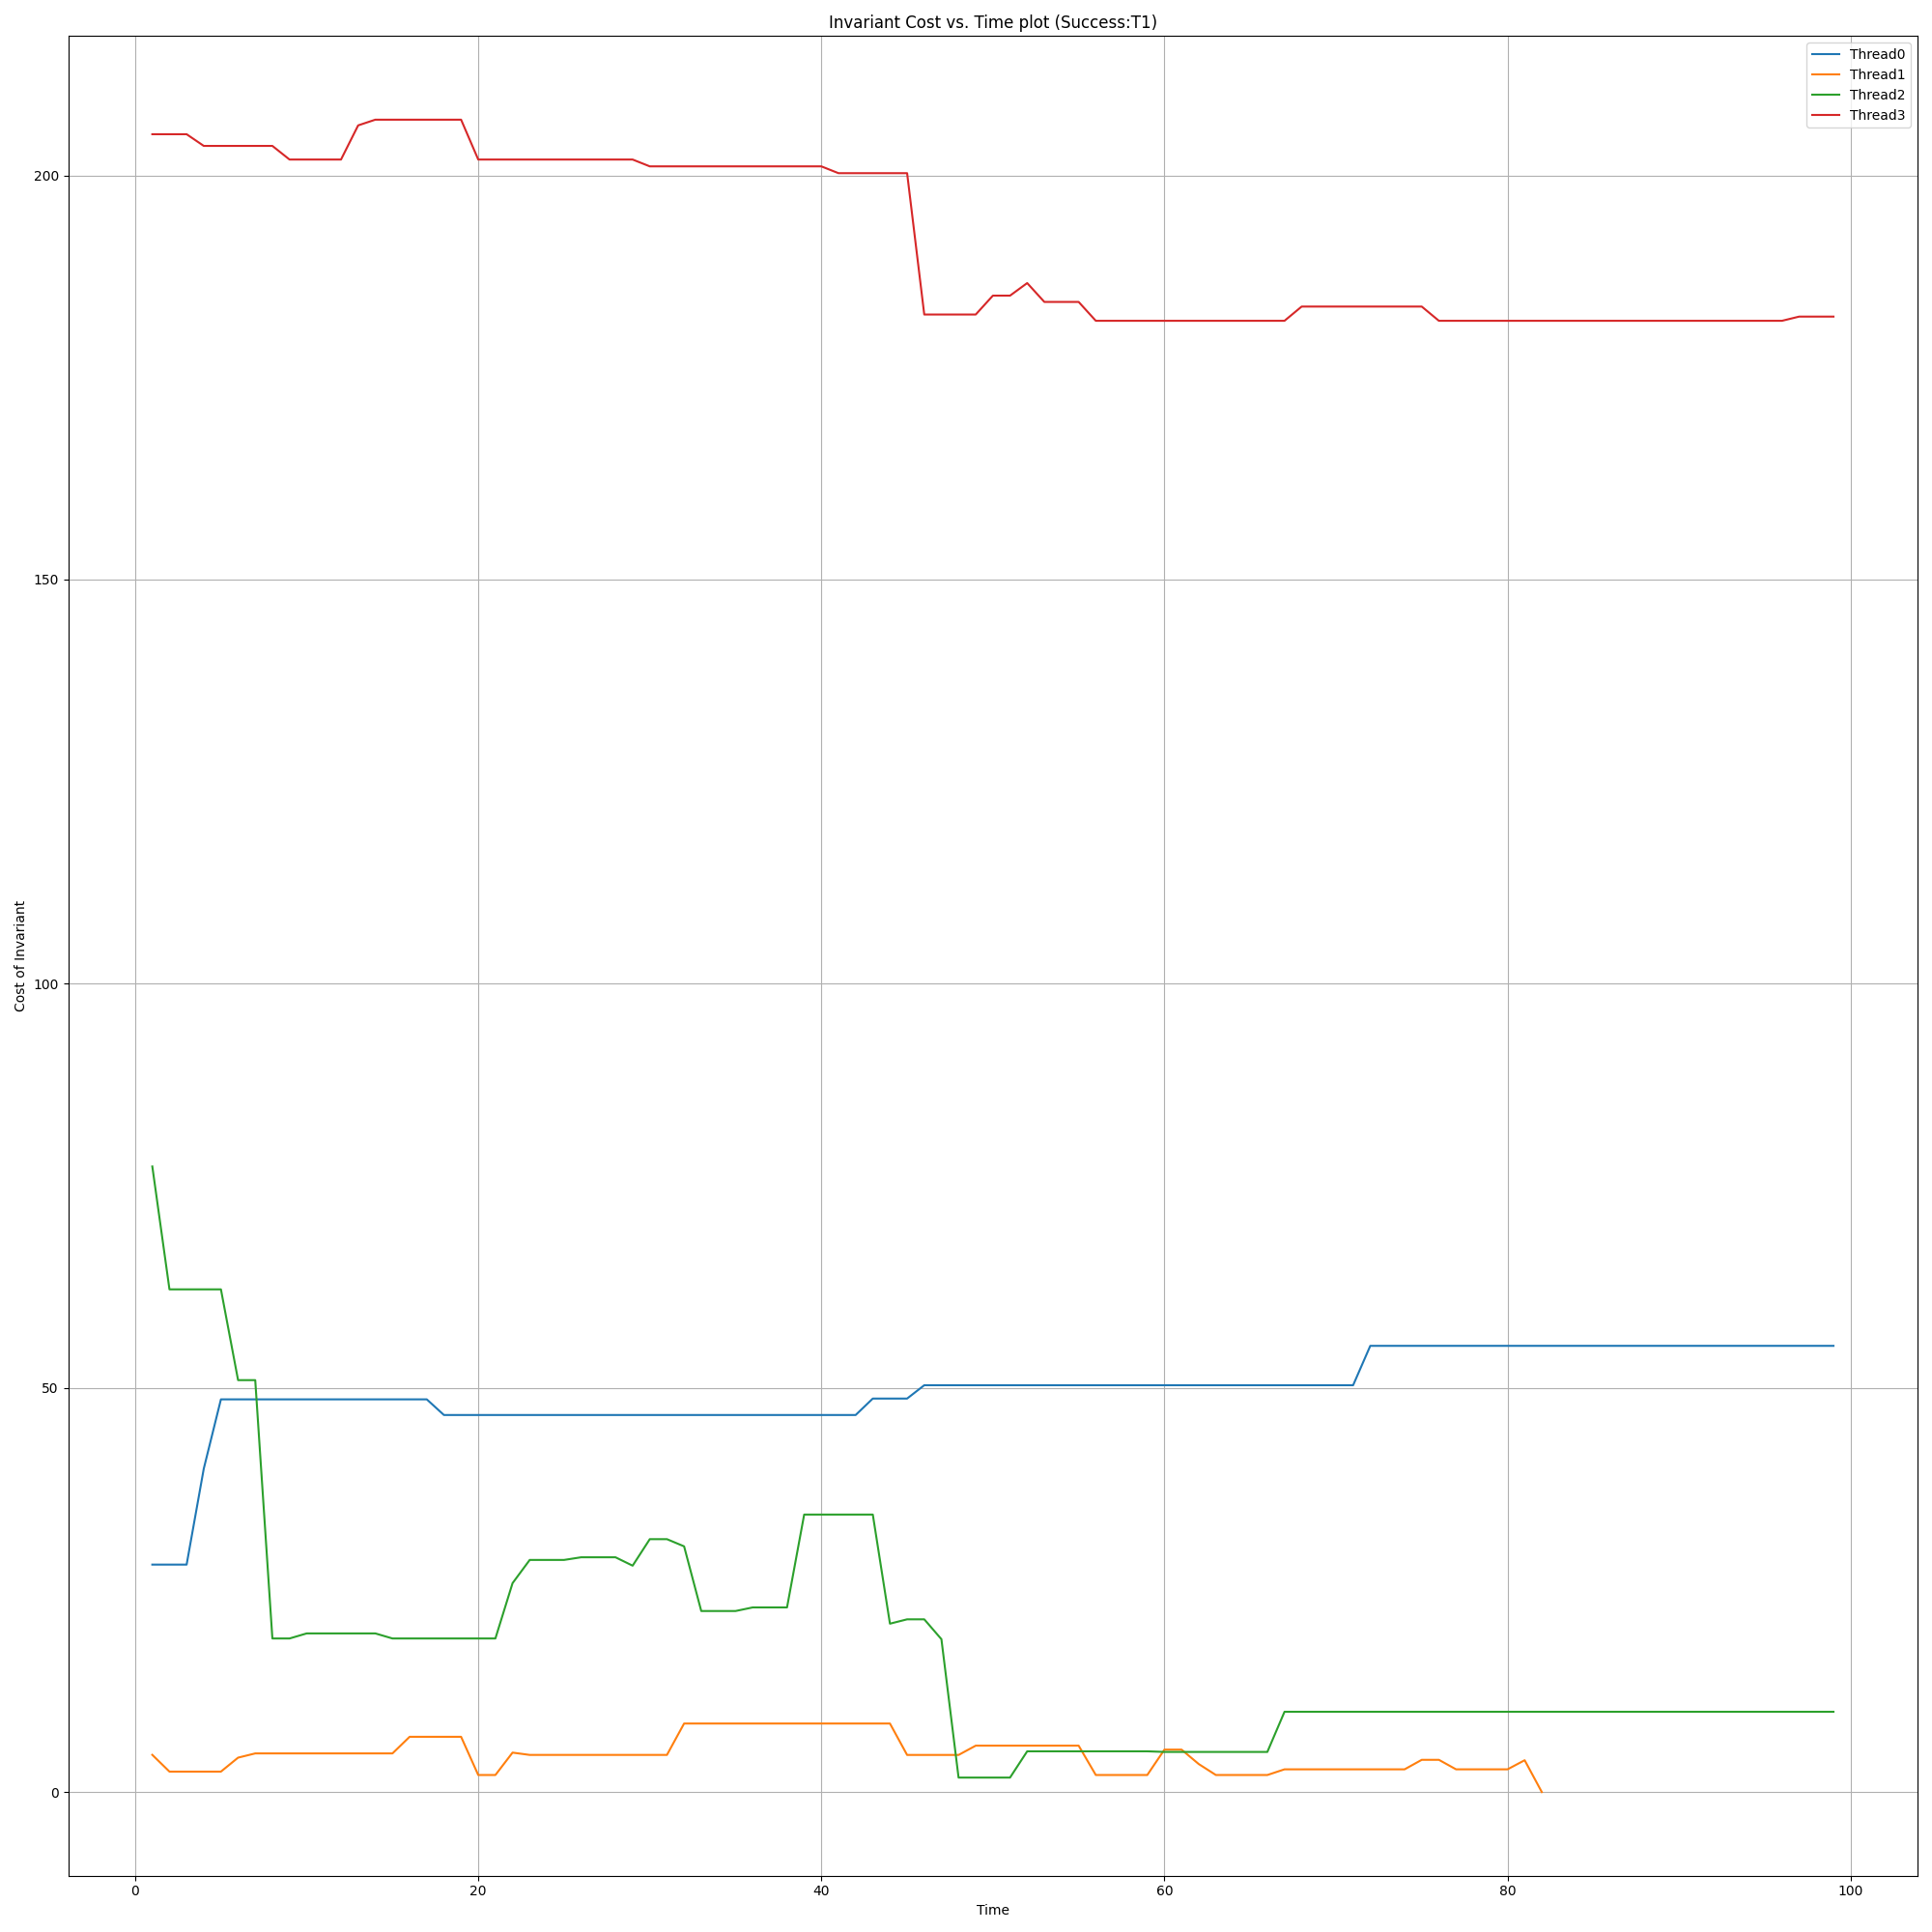 Invariant Cost vs. Time plot (Success:T1)
Thread0
Thread1
Thread2
Thread3
200
150
100
50
0
Cost of Invariant
0 20 40 60 80 100
Time